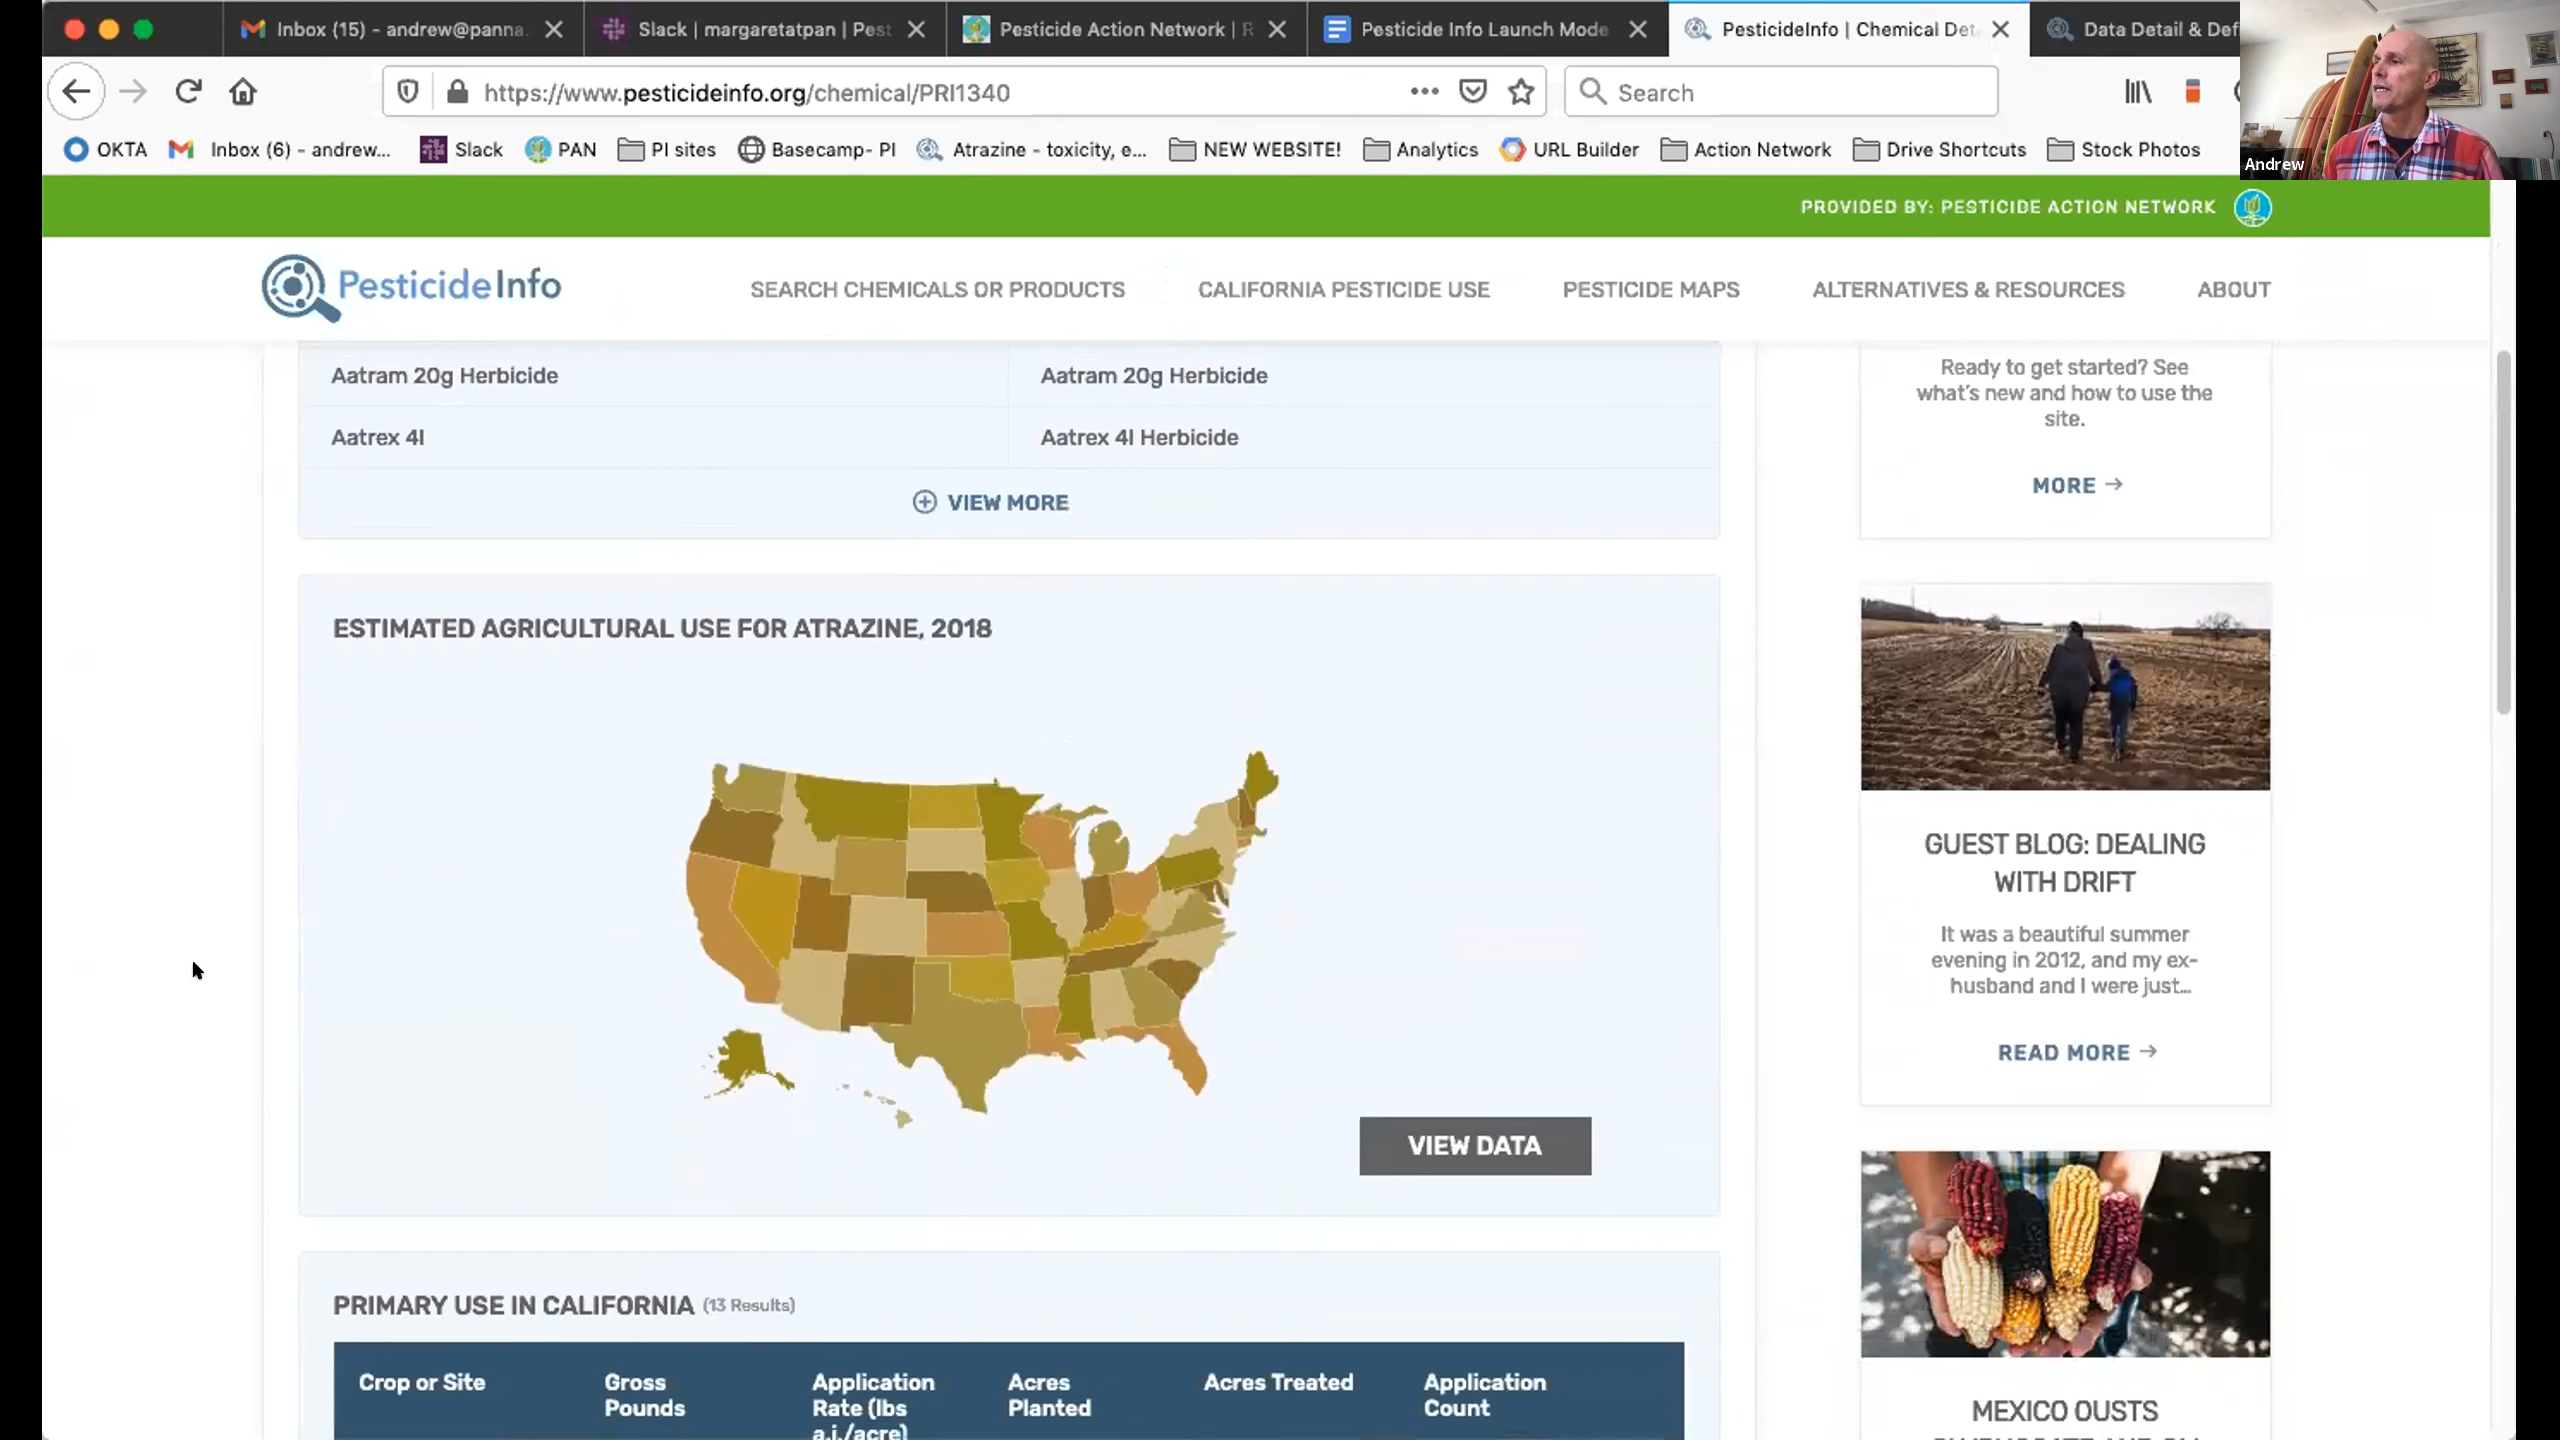 Inbox (15) - andrew@panna.
Slack | margaretatpan | Pest
Pesticide Action Network | R
Pesticide Info Launch Mode
PesticideInfo | Chemical Det
Data Detail & Def
https://www.pesticideinfo.org/chemical/PRI1340
Search
OKTA
Inbox (6) - andrew...
Slack
PAN
PI sites
Basecamp- PI
Atrazine - toxicity, e...
NEW WEBSITE!
Analytics
URL Builder
Action Network
Drive Shortcuts
Stock Photos
Andrew
PROVIDED BY: PESTICIDE ACTION NETWORK
PesticideInfo
SEARCH CHEMICALS OR PRODUCTS
CALIFORNIA PESTICIDE USE
PESTICIDE MAPS
ALTERNATIVES & RESOURCES
ABOUT
Aatram 20g Herbicide
Aatram 20g Herbicide
Aatrex 4l
Aatrex 4l Herbicide
VIEW MORE
ESTIMATED AGRICULTURAL USE FOR ATRAZINE, 2018
VIEW DATA
PRIMARY USE IN CALIFORNIA (13 Results)
Crop or Site
Gross
Pounds
Application
Rate (lbs
a.i./acre)
Acres
Planted
Acres Treated
Application
Count
Ready to get started? See
what's new and how to use the
site.
MORE
GUEST BLOG: DEALING
WITH DRIFT
It was a beautiful summer
evening in 2012, and my ex-
husband and I were just...
READ MORE
MEXICO OUSTS